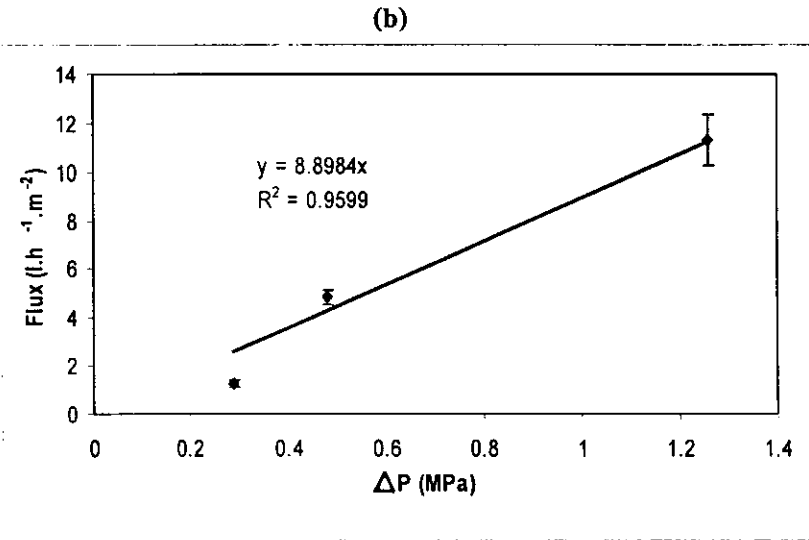 (b)
14
12
10
8
6
4
2
0
Flux (l.h ⁻¹.m⁻²)
y = 8.8984x
R² = 0.9599
0 0.2 0.4 0.6 0.8 1 1.2 1.4
ΔP (MPa)